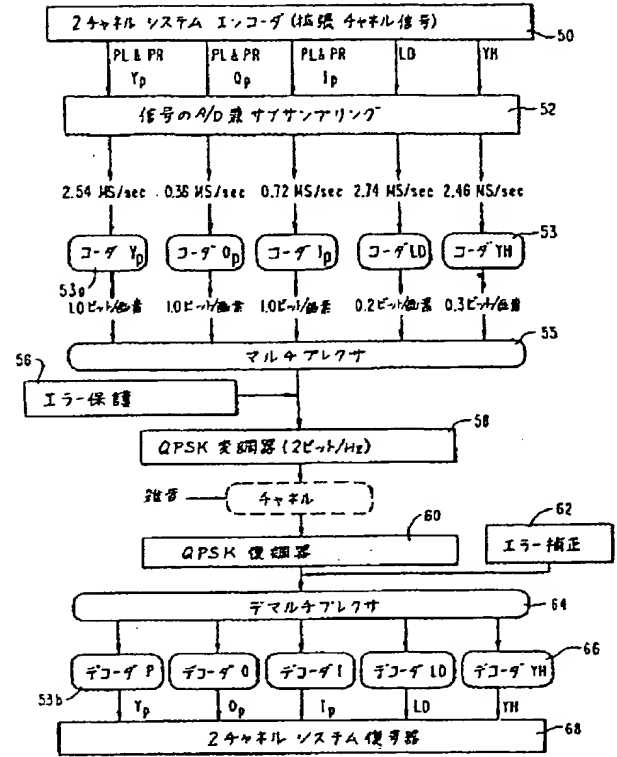 2チャネル システム エンコーダ (拡張 チャネル信号)
50
PL & PR PL & PR PL & PR LD YH
Yp Qp Ip
信号のA/D兼サブサンプリング
52
2.54 MS/sec 0.36 MS/sec 0.72 MS/sec 2.74 MS/sec 2.46 MS/sec
コーダ Yp コーダ Qp コーダ Ip コーダ LD コーダ YH
53
53a
1.0ビット/画素 1.0ビット/画素 1.0ビット/画素 0.2ビット/画素 0.3ビット/画素
マルチプレクサ
55
56
エラー保護
58
QPSK 変調器 (2ビット/Hz)
雑音 チャネル
60
QPSK 復調器
62
エラー補正
デマルチプレクサ
64
デコーダ P デコーダ Q デコーダ I デコーダ LD デコーダ YH
66
53b
Yp Qp Ip LD YH
2チャネル システム復号器
68